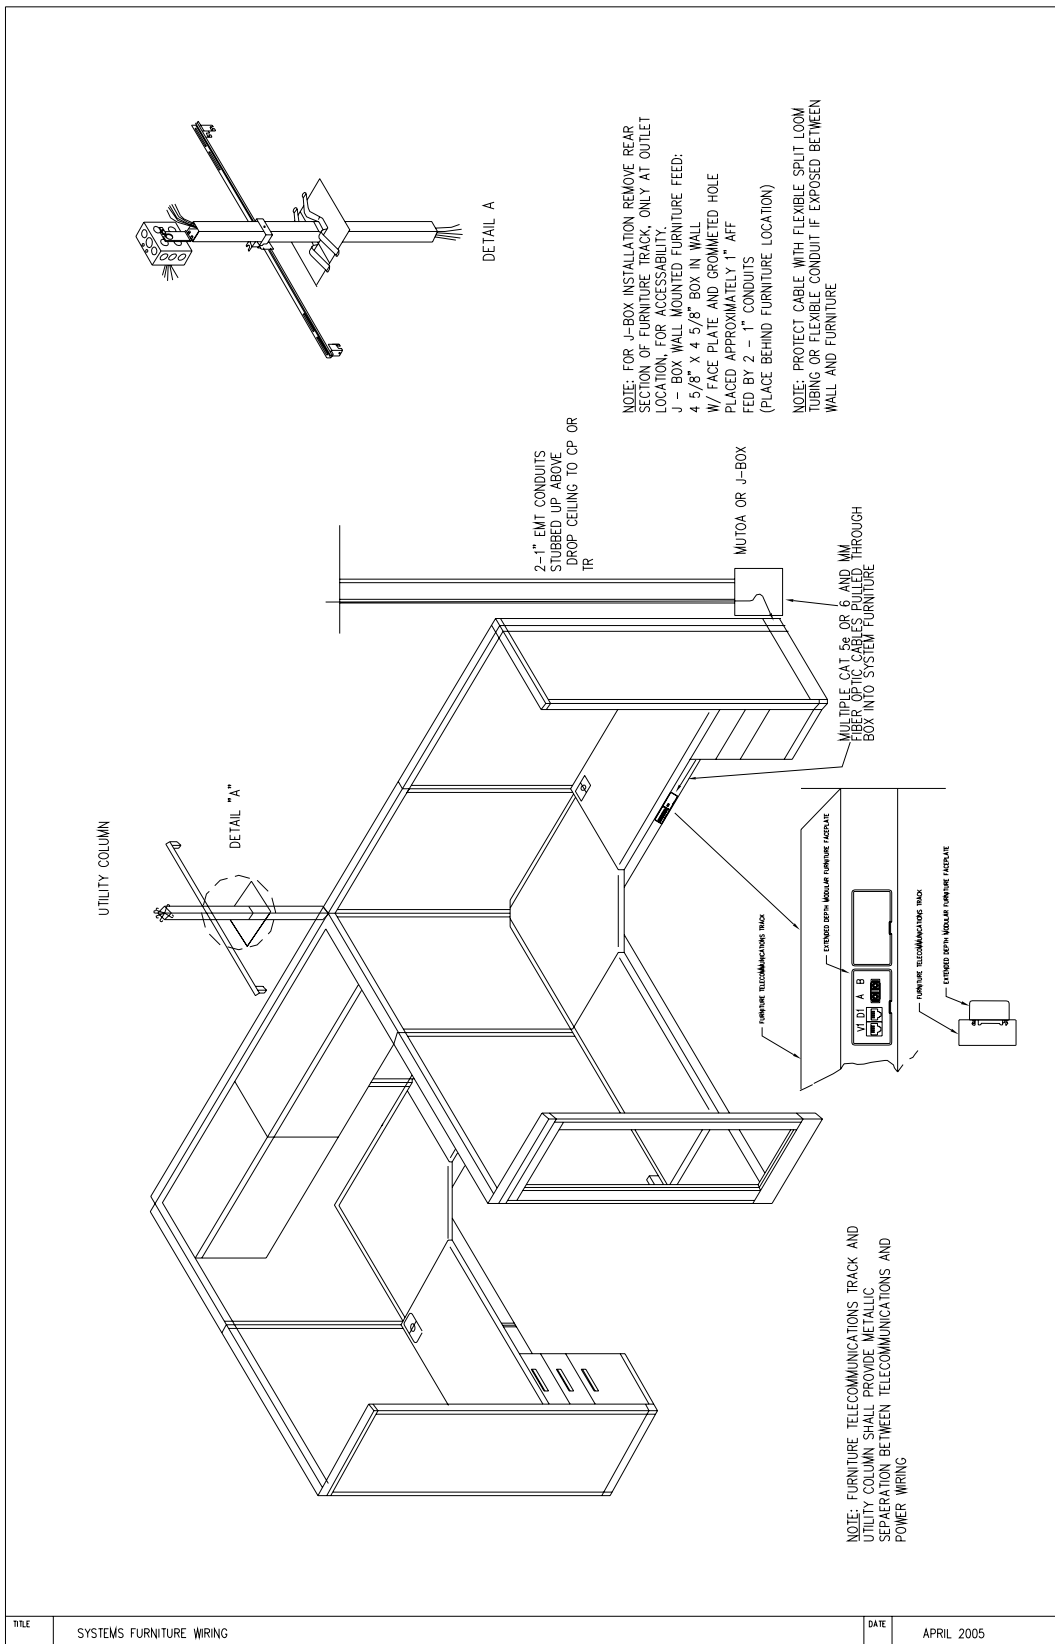 UTILITY COLUMN
DETAIL "A"
DETAIL A
2-1" EMT CONDUITS
STUBBED UP ABOVE
DROP CEILING TO CP OR
TR
MUTOA OR J-BOX
NOTE: FOR J-BOX INSTALLATION REMOVE REAR
SECTION OF FURNITURE TRACK, ONLY AT OUTLET
LOCATION, FOR ACCESSABILITY.
J - BOX WALL MOUNTED FURNITURE FEED:
4 5/8" X 4 5/8" BOX IN WALL
W/ FACE PLATE AND GROMMETED HOLE
PLACED APPROXIMATELY 1" AFF
FED BY 2 - 1" CONDUITS
(PLACE BEHIND FURNITURE LOCATION)
NOTE: PROTECT CABLE WITH FLEXIBLE SPLIT LOOM
TUBING OR FLEXIBLE CONDUIT IF EXPOSED BETWEEN
WALL AND FURNITURE
MULTIPLE CAT 5e OR 6 AND MM
FIBER OPTIC CABLES PULLED THROUGH
BOX INTO SYSTEM FURNITURE
FURNITURE TELECOMMUNICATIONS TRACK
EXTENDED DEPTH MODULAR FURNITURE FACEPLATE
V1 D1 A B
FURNITURE TELECOMMUNICATIONS TRACK
EXTENDED DEPTH MODULAR FURNITURE FACEPLATE
NOTE: FURNITURE TELECOMMUNICATIONS TRACK AND
UTILITY COLUMN SHALL PROVIDE METALLIC
SEPAERATION BETWEEN TELECOMMUNICATIONS AND
POWER WIRING
TITLE
SYSTEMS FURNITURE WIRING
DATE
APRIL 2005